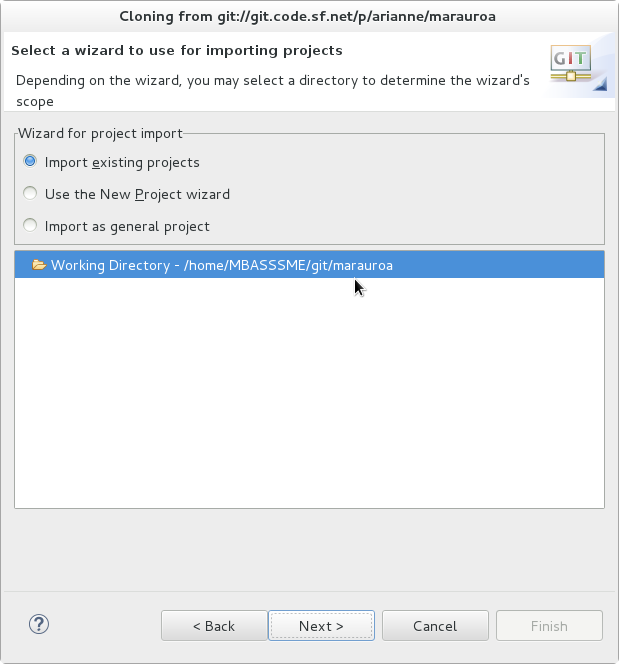 Cloning from git://git.code.sf.net/p/arianne/marauroa
Select a wizard to use for importing projects
Depending on the wizard, you may select a directory to determine the wizard's
scope
GIT
Wizard for project import
Import existing projects
Use the New Project wizard
Import as general project
Working Directory - /home/MBASSSME/git/marauroa
?
< Back
Next >
Cancel
Finish